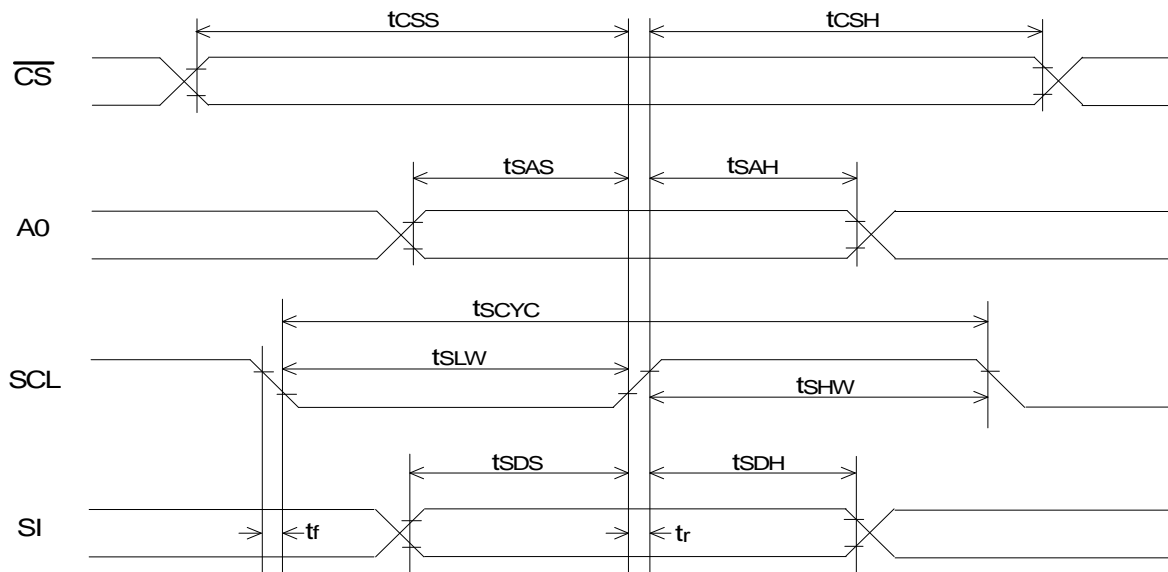 tCSS tCSH
CS
tSAS tSAH
A0
tSCYC
tSLW
SCL
tSHW
tSDS tSDH
SI
tf tr